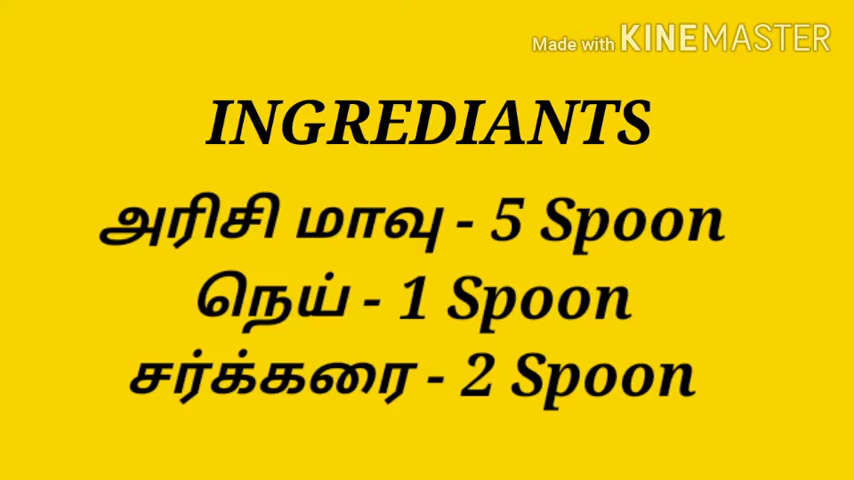 Made with KINEMASTER
INGREDIANTS
அரிசி மாவு - 5 Spoon
நெய் - 1 Spoon
சர்க்கரை - 2 Spoon